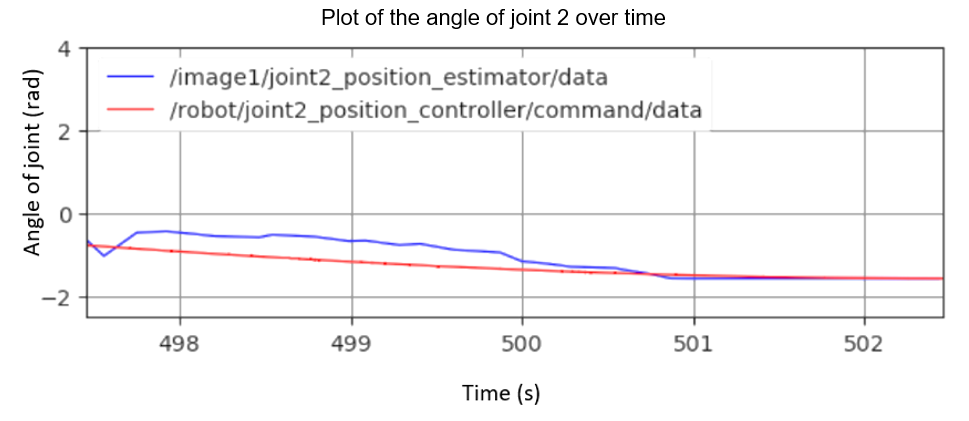 Plot of the angle of joint 2 over time
4
/image1/joint2_position_estimator/data
/robot/joint2_position_controller/command/data
2
0
−2
Angle of joint (rad)
498 499 500 501 502
Time (s)